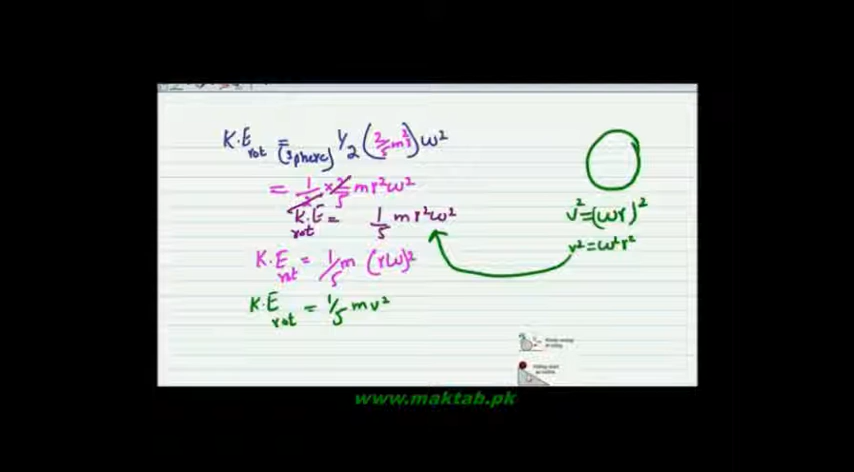 K.E rot (sphere) = 1/2 (2/5 mr²) ω²
= 1/2 × 2/5 mr²ω²
K.E rot = 1/5 mr²ω²
K.E rot = 1/5 m (rω)²
K.E rot = 1/5 mv²
v² = (ωr)²
v² = ω²r²
www.maktab.pk